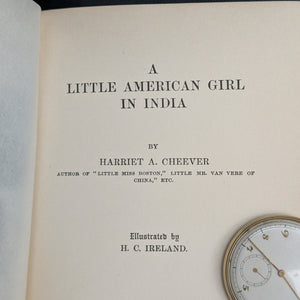 A
LITTLE AMERICAN GIRL
IN INDIA
BY
HARRIET A. CHEEVER
AUTHOR OF "LITTLE MISS BOSTON," LITTLE MR. VAN VERE OF
CHINA," ETC.
Illustrated by
H. C. IRELAND.